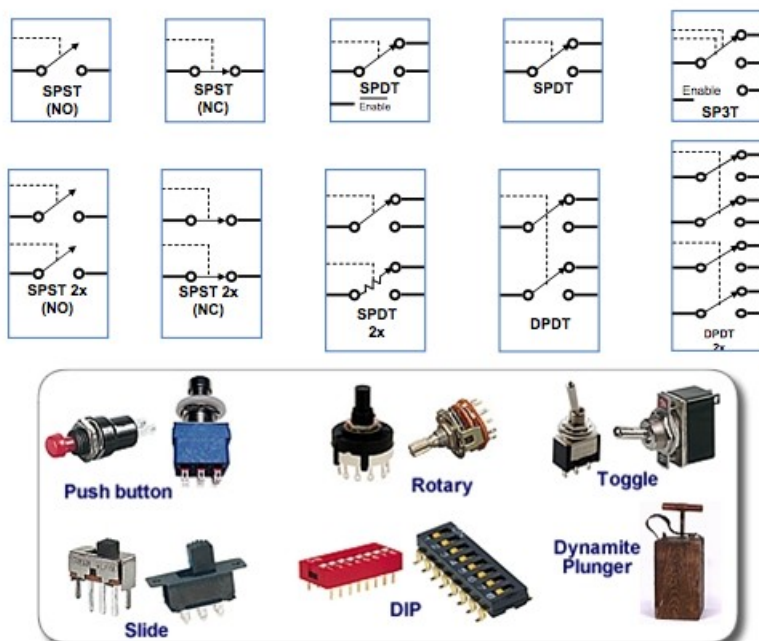 SPST
(NO)
SPST
(NC)
SPDT
Enable
SPDT
Enable
SP3T
SPST 2x
(NO)
SPST 2x
(NC)
SPDT
2x
DPDT
DPDT
2x
Push button
Rotary
Toggle
Slide
DIP
Dynamite
Plunger